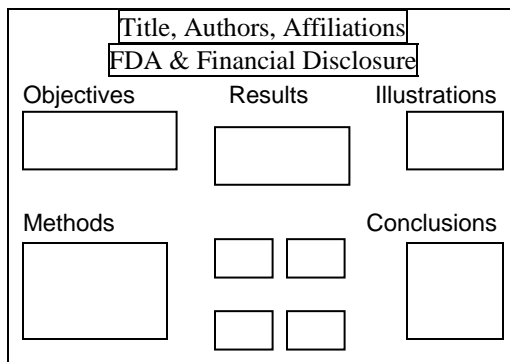 Title, Authors, Affiliations
FDA & Financial Disclosure
Objectives Results Illustrations
Methods Conclusions